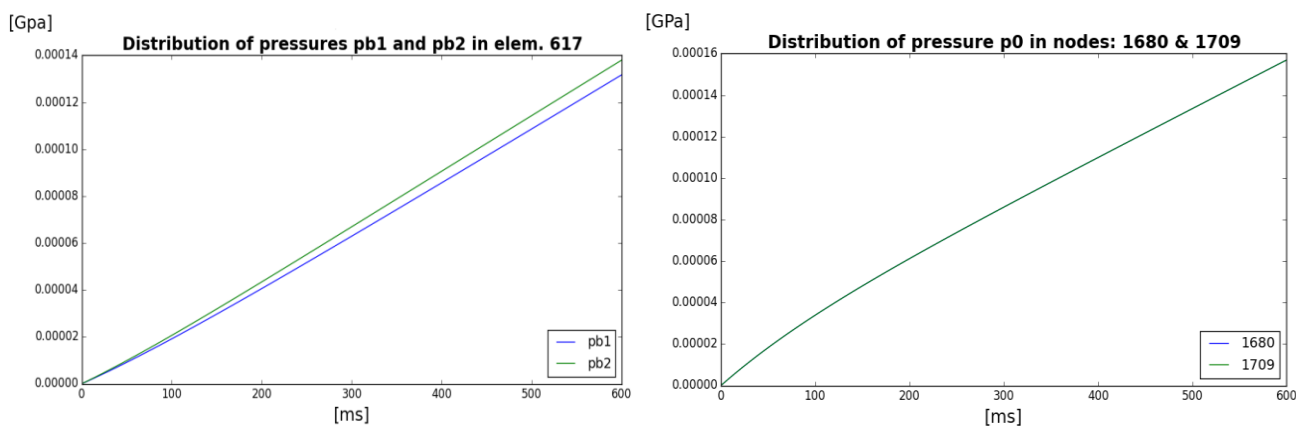 [Gpa]
Distribution of pressures pb1 and pb2 in elem. 617
0.00014
0.00012
0.00010
0.00008
0.00006
0.00004
0.00002
0.00000
0 100 200 300 400 500 600
[ms]
pb1
pb2
[GPa]
Distribution of pressure p0 in nodes: 1680 & 1709
0.00016
0.00014
0.00012
0.00010
0.00008
0.00006
0.00004
0.00002
0.00000
0 100 200 300 400 500 600
[ms]
1680
1709